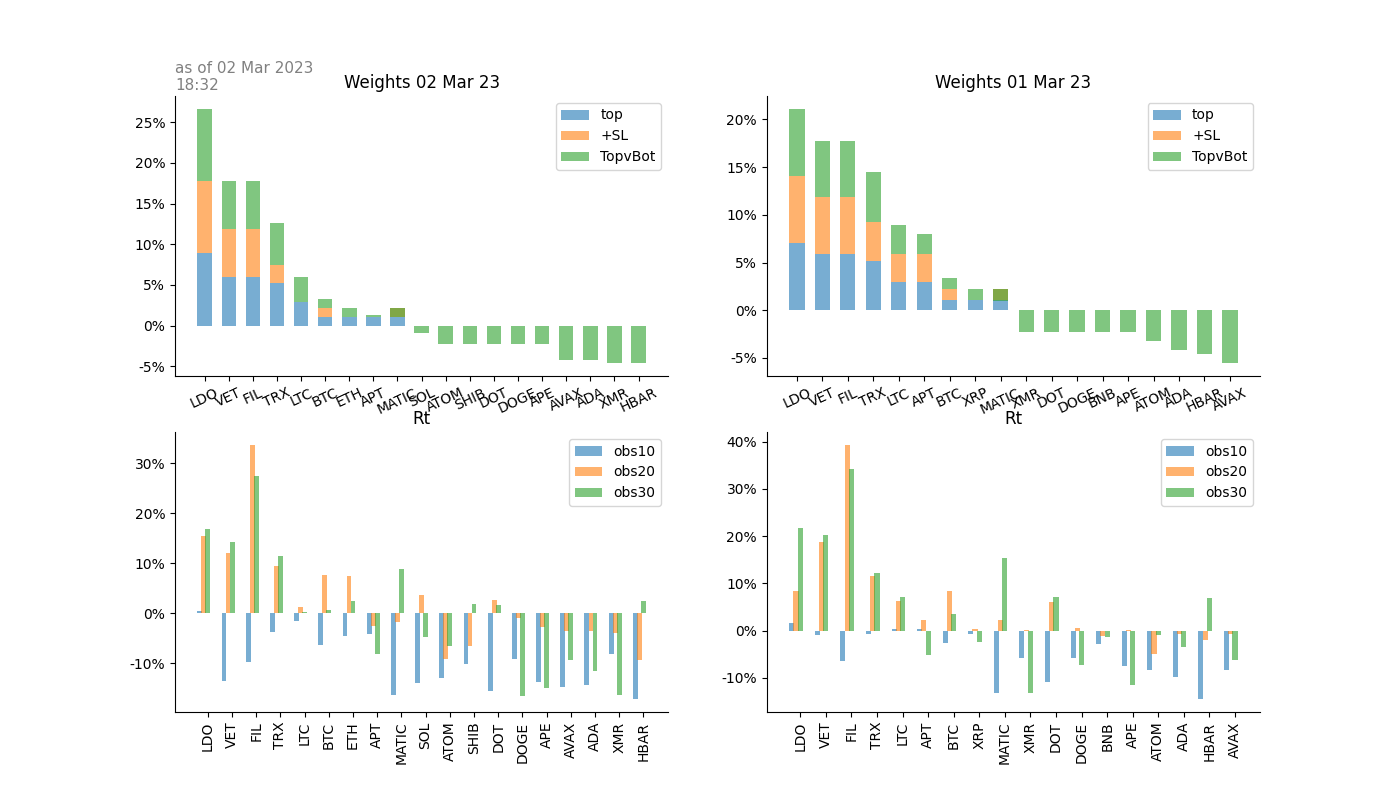 as of 02 Mar 2023
18:32
Weights 02 Mar 23
25%
20%
15%
10%
5%
0%
-5%
top
+SL
TopvBot
LDO VET FIL TRX LTC BTC ETH APT MATIC SOL ATOM SHIB DOT DOGE APE AVAX ADA XMR HBAR
Weights 01 Mar 23
20%
15%
10%
5%
0%
-5%
top
+SL
TopvBot
LDO VET FIL TRX LTC APT BTC XRP MATIC XMR DOT DOGE BNB APE ATOM ADA HBAR AVAX
Rt
30%
20%
10%
0%
-10%
obs10
obs20
obs30
LDO VET FIL TRX LTC BTC ETH APT MATIC SOL ATOM SHIB DOT DOGE APE AVAX ADA XMR HBAR
Rt
40%
30%
20%
10%
0%
-10%
obs10
obs20
obs30
LDO VET FIL TRX LTC APT BTC XRP MATIC XMR DOT DOGE BNB APE ATOM ADA HBAR AVAX